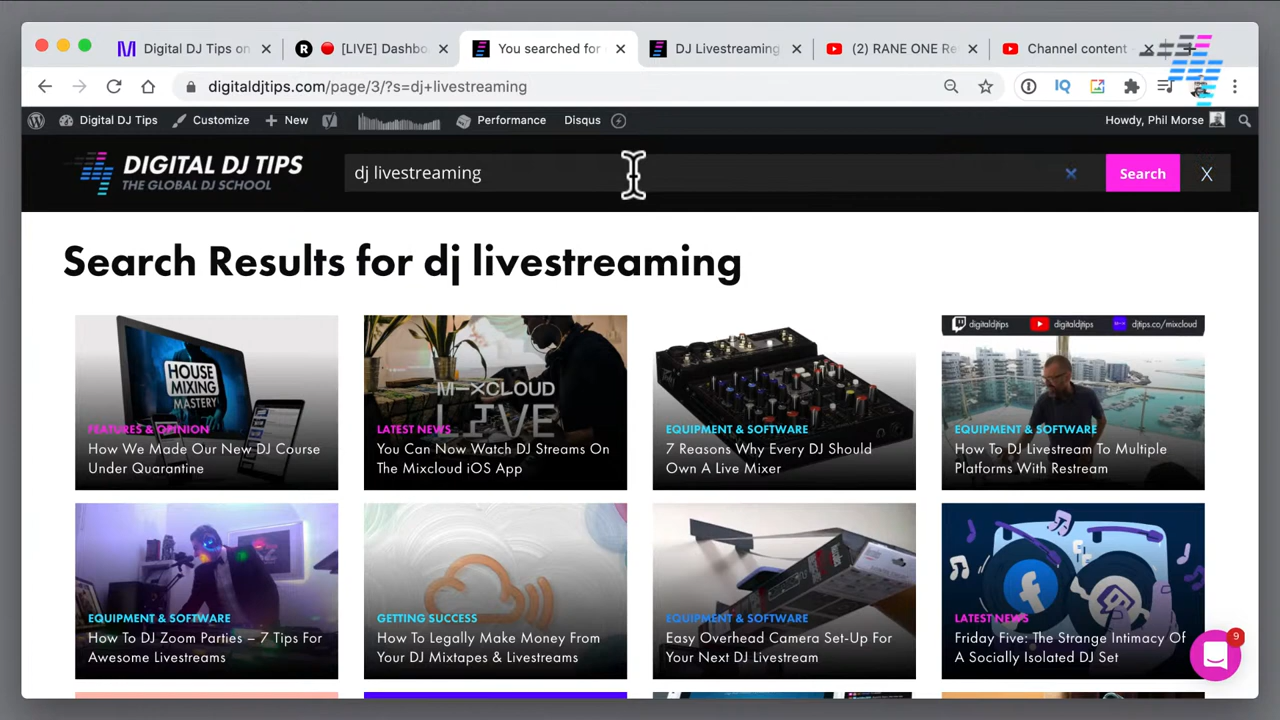 Digital DJ Tips on
[LIVE] Dashbo
You searched for
DJ Livestreaming
(2) RANE ONE Re
Channel content -
digitaldjtips.com/page/3/?s=dj+livestreaming
Digital DJ Tips
Customize
New
Performance
Disqus
Howdy, Phil Morse
DIGITAL DJ TIPS
THE GLOBAL DJ SCHOOL
dj livestreaming
Search
X
Search Results for dj livestreaming
HOUSE
MIXING
MASTERY
FEATURES & OPINION
How We Made Our New DJ Course
Under Quarantine
MIXCLOUD
LIVE
LATEST NEWS
You Can Now Watch DJ Streams On
The Mixcloud iOS App
EQUIPMENT & SOFTWARE
7 Reasons Why Every DJ Should
Own A Live Mixer
digitaldjtips
digitaldjtips
djtips.co/mixcloud
EQUIPMENT & SOFTWARE
How To DJ Livestream To Multiple
Platforms With Restream
EQUIPMENT & SOFTWARE
How To DJ Zoom Parties – 7 Tips For
Awesome Livestreams
GETTING SUCCESS
How To Legally Make Money From
Your DJ Mixtapes & Livestreams
EQUIPMENT & SOFTWARE
Easy Overhead Camera Set-Up For
Your Next DJ Livestream
LATEST NEWS
Friday Five: The Strange Intimacy Of
A Socially Isolated DJ Set
9